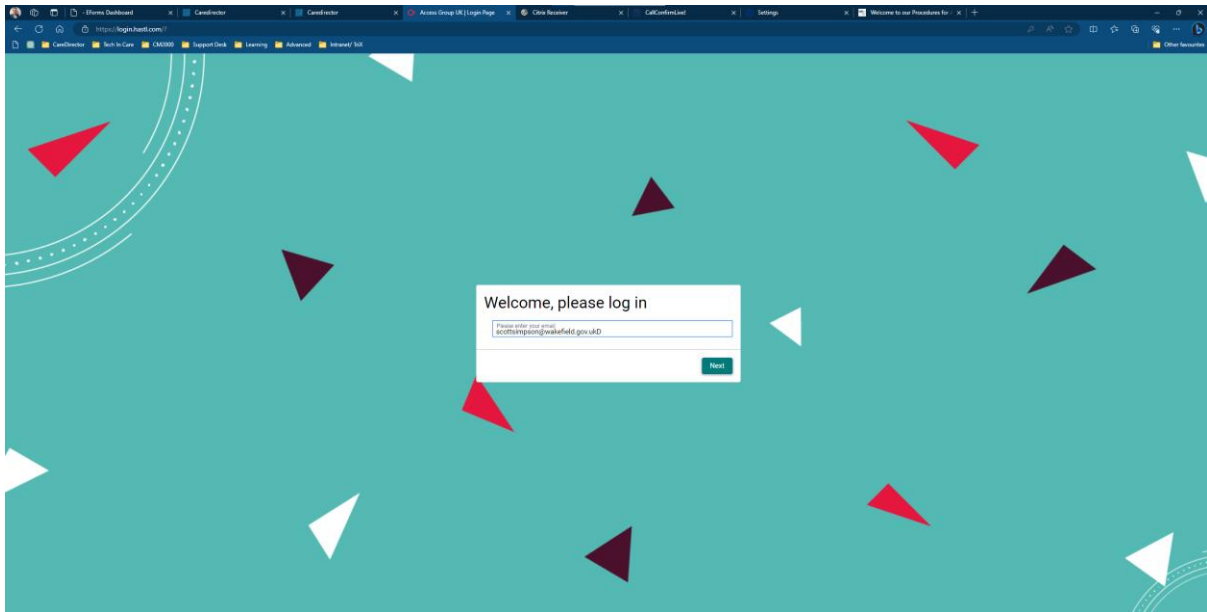 - EForms Dashboard
Caredirector
Caredirector
Access Group UK | Login Page
Citrix Receiver
CallConfirmLive!
Settings
Welcome to our Procedures for
https://login.hastl.com//
CareDirector
Tech In Care
CM2000
Support Desk
Learning
Advanced
Intranet/ TriX
Other favourites
Welcome, please log in
Please enter your email
scottsimpson@wakefield.gov.ukD
Next